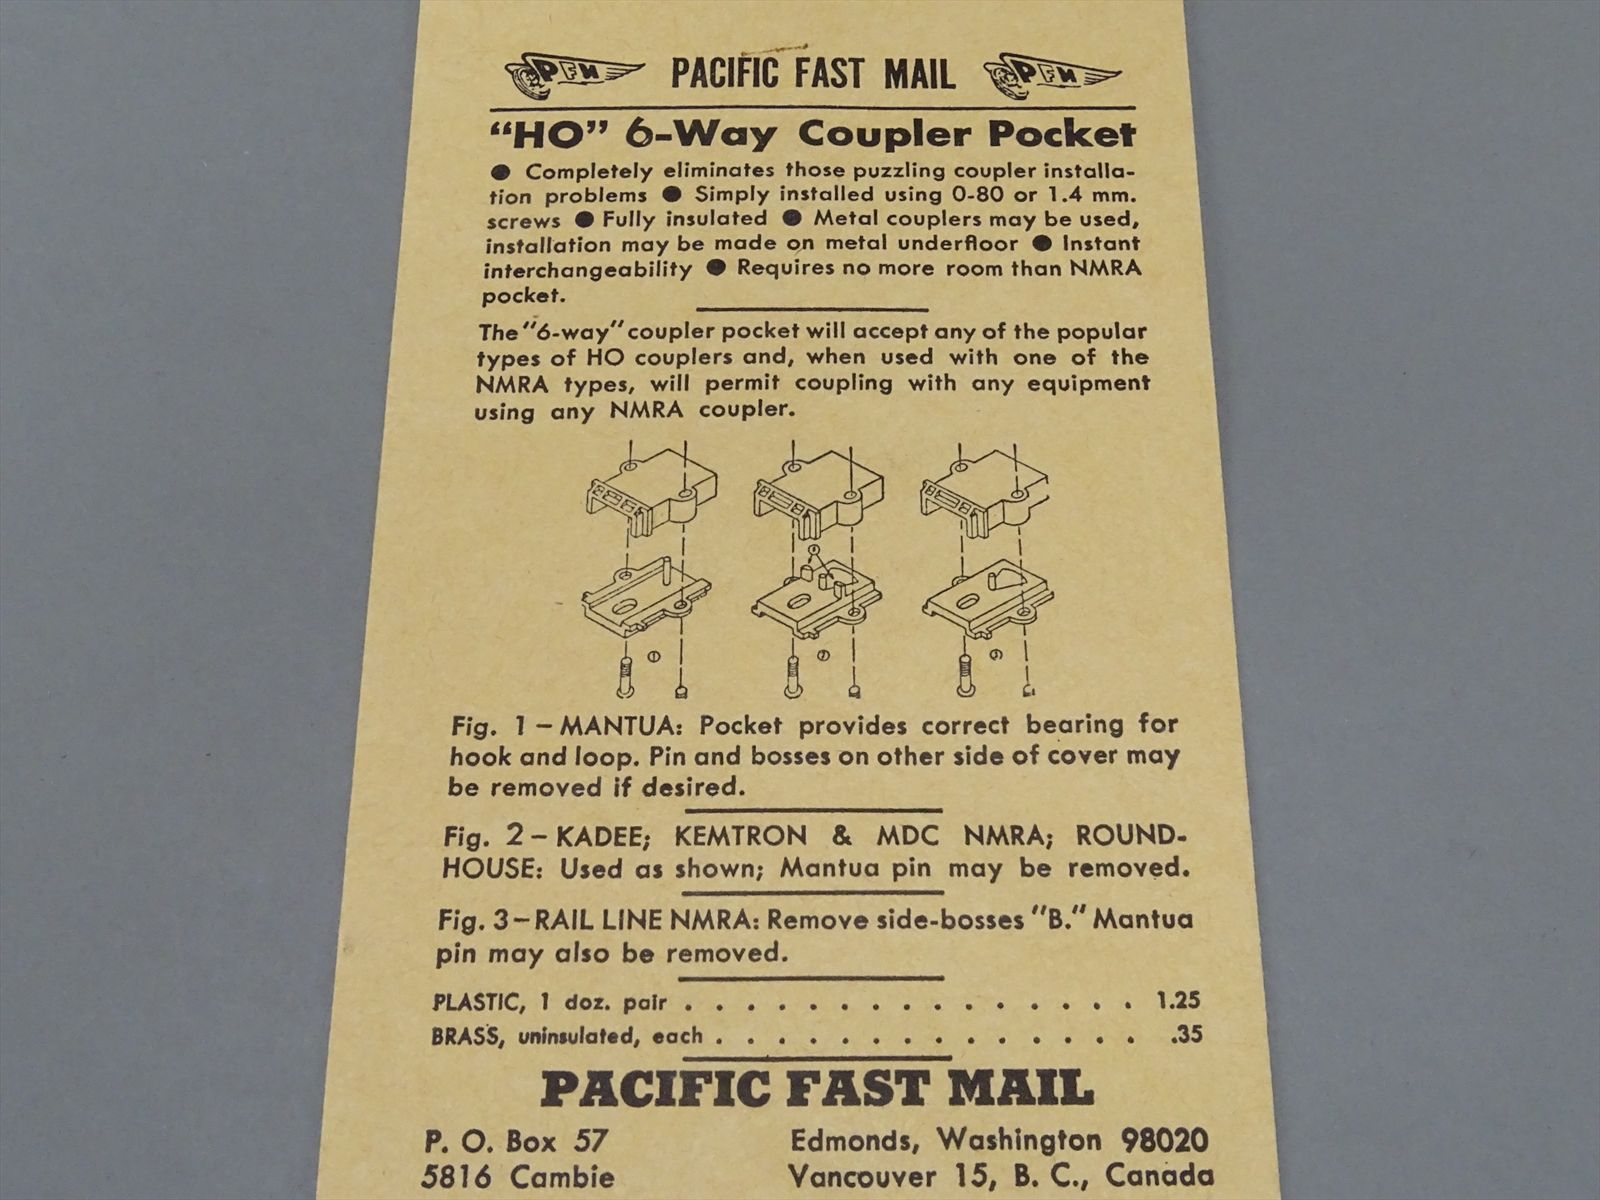 PFM PACIFIC FAST MAIL PFM
"HO" 6-Way Coupler Pocket
● Completely eliminates those puzzling coupler installa-
tion problems ● Simply installed using 0-80 or 1.4 mm.
screws ● Fully insulated ● Metal couplers may be used,
installation may be made on metal underfloor ● Instant
interchangeability ● Requires no more room than NMRA
pocket.
The "6-way" coupler pocket will accept any of the popular
types of HO couplers and, when used with one of the
NMRA types, will permit coupling with any equipment
using any NMRA coupler.
1 2 3
Fig. 1 – MANTUA: Pocket provides correct bearing for
hook and loop. Pin and bosses on other side of cover may
be removed if desired.
Fig. 2 – KADEE; KEMTRON & MDC NMRA; ROUND-
HOUSE: Used as shown; Mantua pin may be removed.
Fig. 3 – RAIL LINE NMRA: Remove side-bosses "B." Mantua
pin may also be removed.
PLASTIC, 1 doz. pair . . . . . . . . . . . . . . . . 1.25
BRASS, uninsulated, each . . . . . . . . . . . . . . .35
PACIFIC FAST MAIL
P. O. Box 57 Edmonds, Washington 98020
5816 Cambie Vancouver 15, B. C., Canada